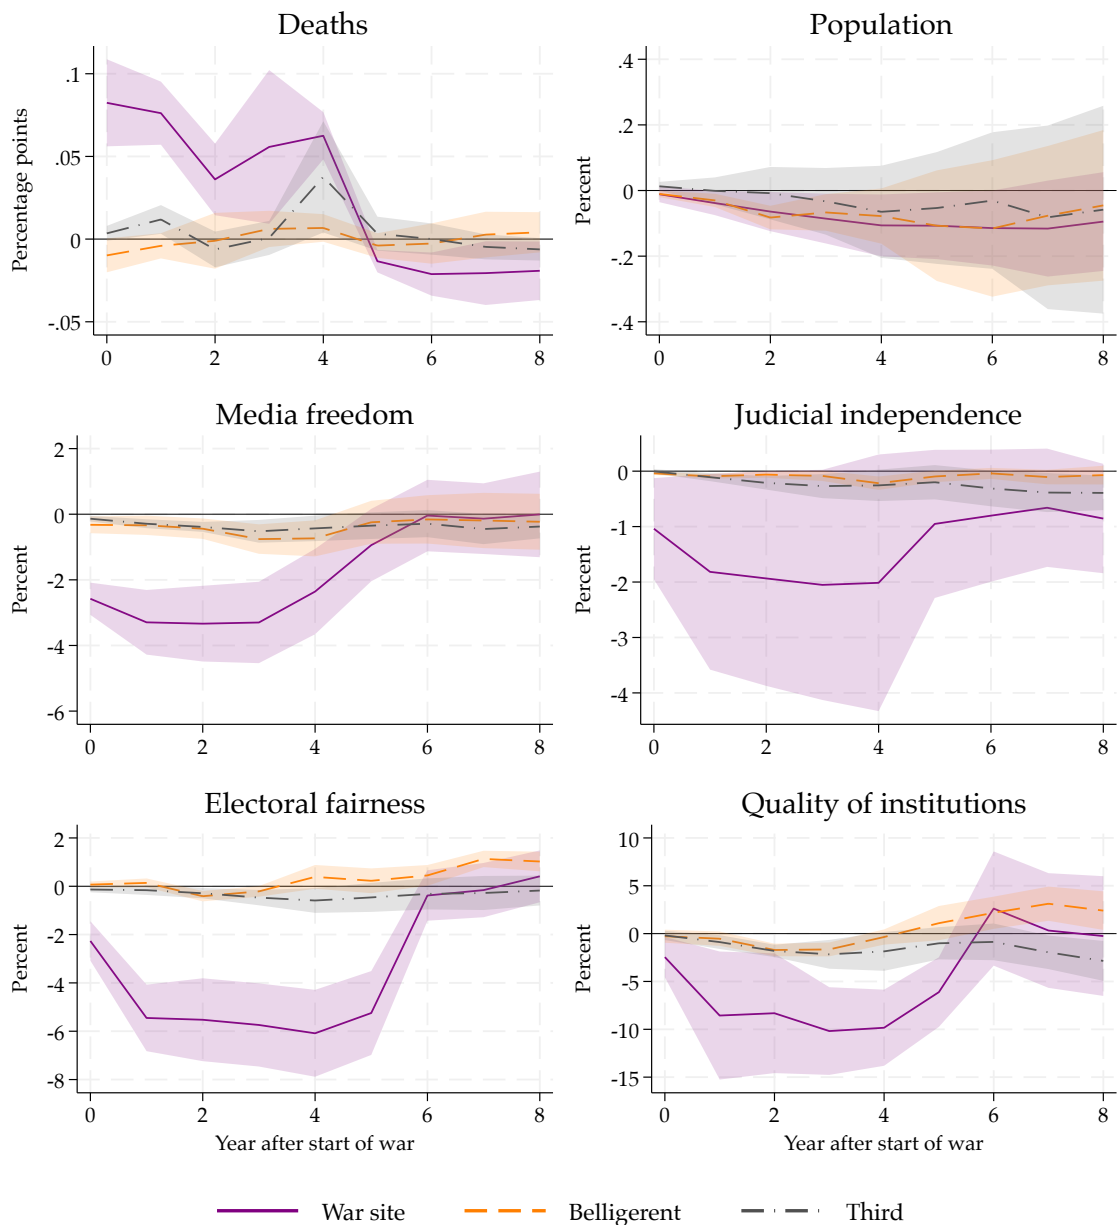 Deaths
Percentage points
.1
.05
0
-.05
0 2 4 6 8
Population
Percent
.4
.2
0
-.2
-.4
0 2 4 6 8
Media freedom
Percent
2
0
-2
-4
-6
0 2 4 6 8
Judicial independence
Percent
0
-1
-2
-3
-4
0 2 4 6 8
Electoral fairness
Percent
2
0
-2
-4
-6
-8
0 2 4 6 8
Year after start of war
Quality of institutions
Percent
10
5
0
-5
-10
-15
0 2 4 6 8
Year after start of war
War site Belligerent Third